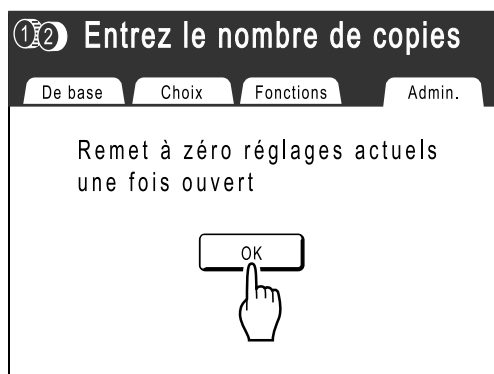 12 Entrez le nombre de copies
De base Choix Fonctions Admin.
Remet à zéro réglages actuels
une fois ouvert
OK